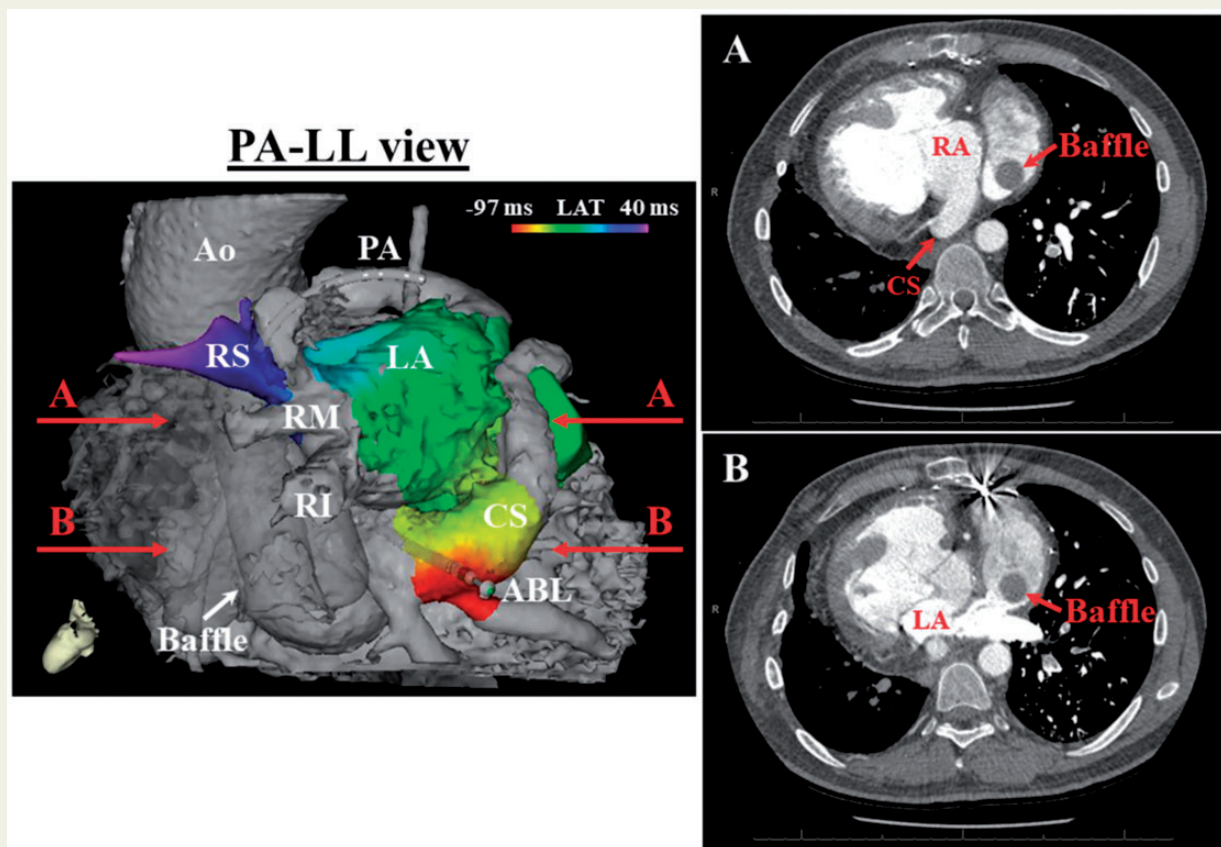 PA-LL view
-97 ms LAT 40 ms
Ao
PA
RS
LA
A
A
RM
RI
CS
B
B
ABL
Baffle
A
RA
Baffle
R
CS
B
R
LA
Baffle